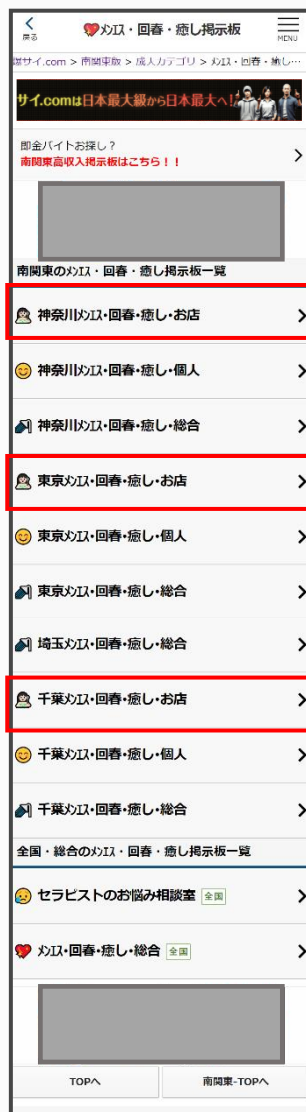 戻る
メンエス・回春・癒し掲示板
MENU
爆サイ.com > 南関東版 > 成人カテゴリ > メンエス・回春・癒し…
サイ.comは日本最大級から日本最大へ!
即金バイトお探し?
南関東高収入掲示板はこちら!!
南関東のメンエス・回春・癒し掲示板一覧
神奈川メンエス・回春・癒し・お店
神奈川メンエス・回春・癒し・個人
神奈川メンエス・回春・癒し・総合
東京メンエス・回春・癒し・お店
東京メンエス・回春・癒し・個人
東京メンエス・回春・癒し・総合
埼玉メンエス・回春・癒し・総合
千葉メンエス・回春・癒し・お店
千葉メンエス・回春・癒し・個人
千葉メンエス・回春・癒し・総合
全国・総合のメンエス・回春・癒し掲示板一覧
セラピストのお悩み相談室 全国
メンエス・回春・癒し・総合 全国
TOPへ
南関東-TOPへ